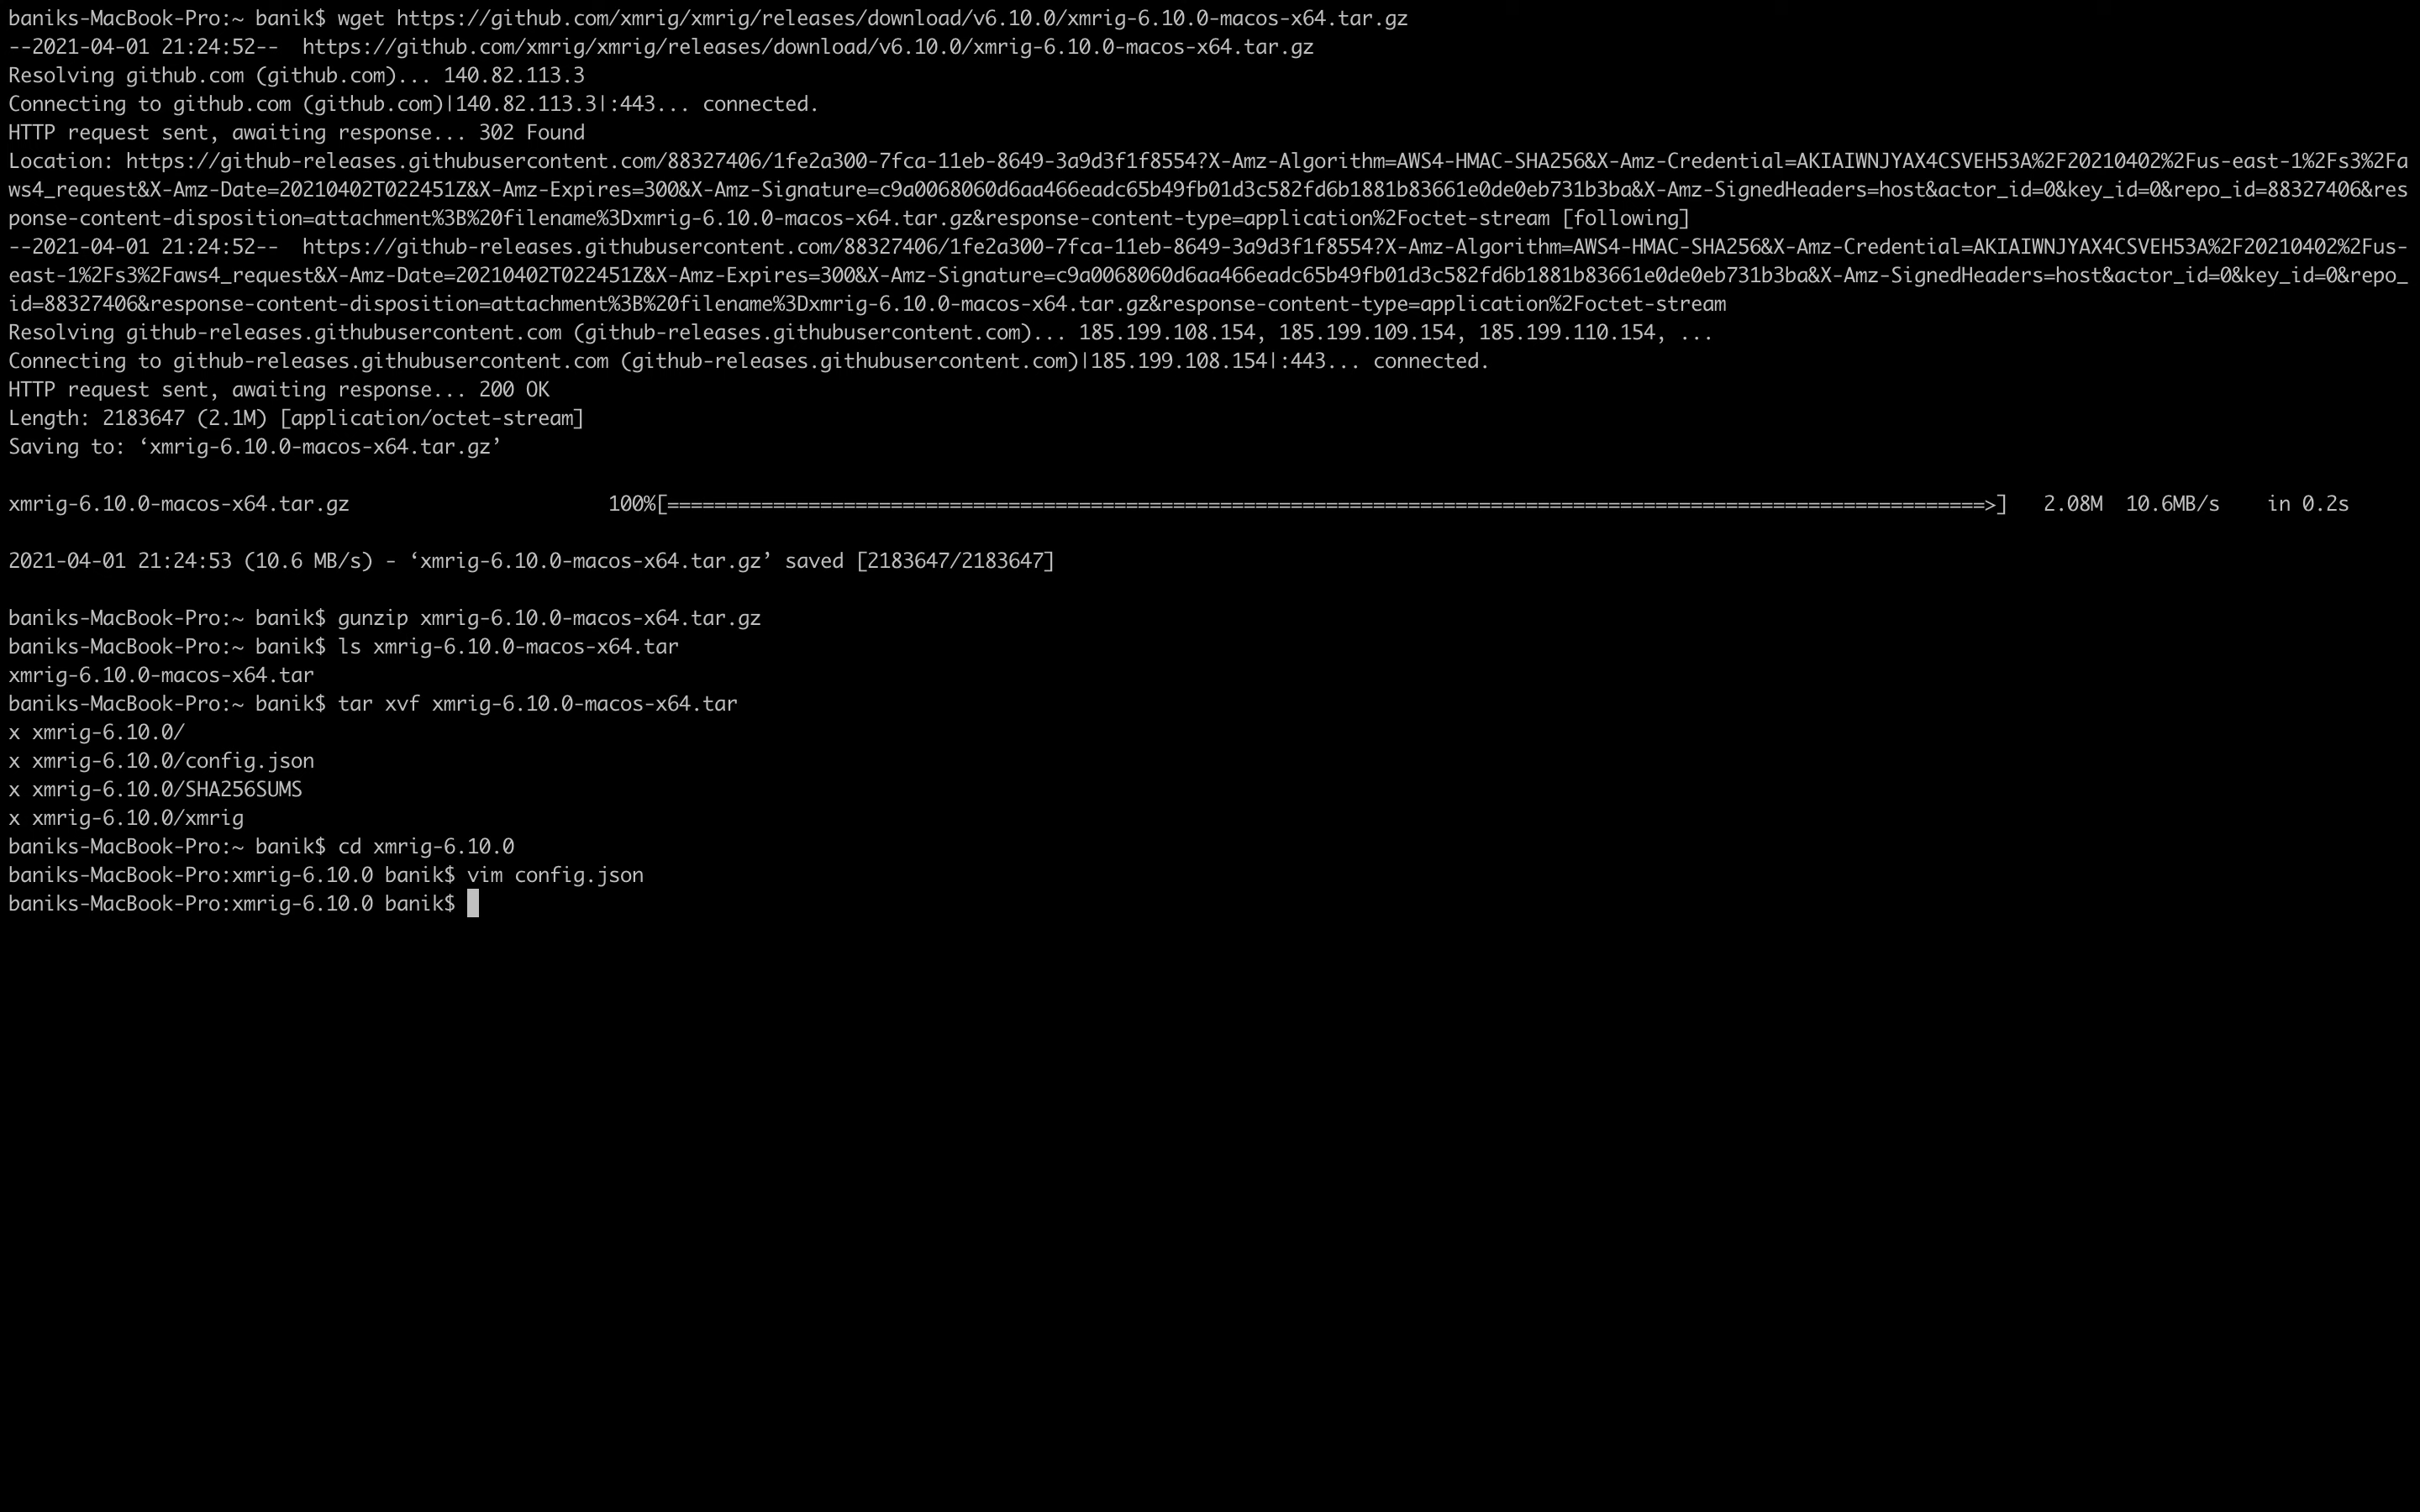 baniks-MacBook-Pro:~ banik$ wget https://github.com/xmrig/xmrig/releases/download/v6.10.0/xmrig-6.10.0-macos-x64.tar.gz
--2021-04-01 21:24:52--  https://github.com/xmrig/xmrig/releases/download/v6.10.0/xmrig-6.10.0-macos-x64.tar.gz
Resolving github.com (github.com)... 140.82.113.3
Connecting to github.com (github.com)|140.82.113.3|:443... connected.
HTTP request sent, awaiting response... 302 Found
Location: https://github-releases.githubusercontent.com/88327406/1fe2a300-7fca-11eb-8649-3a9d3f1f8554?X-Amz-Algorithm=AWS4-HMAC-SHA256&X-Amz-Credential=AKIAIWNJYAX4CSVEH53A%2F20210402%2Fus-east-1%2Fs3%2Fa
ws4_request&X-Amz-Date=20210402T022451Z&X-Amz-Expires=300&X-Amz-Signature=c9a0068060d6aa466eadc65b49fb01d3c582fd6b1881b83661e0de0eb731b3ba&X-Amz-SignedHeaders=host&actor_id=0&key_id=0&repo_id=88327406&res
ponse-content-disposition=attachment%3B%20filename%3Dxmrig-6.10.0-macos-x64.tar.gz&response-content-type=application%2Foctet-stream [following]
--2021-04-01 21:24:52--  https://github-releases.githubusercontent.com/88327406/1fe2a300-7fca-11eb-8649-3a9d3f1f8554?X-Amz-Algorithm=AWS4-HMAC-SHA256&X-Amz-Credential=AKIAIWNJYAX4CSVEH53A%2F20210402%2Fus-
east-1%2Fs3%2Faws4_request&X-Amz-Date=20210402T022451Z&X-Amz-Expires=300&X-Amz-Signature=c9a0068060d6aa466eadc65b49fb01d3c582fd6b1881b83661e0de0eb731b3ba&X-Amz-SignedHeaders=host&actor_id=0&key_id=0&repo_
id=88327406&response-content-disposition=attachment%3B%20filename%3Dxmrig-6.10.0-macos-x64.tar.gz&response-content-type=application%2Foctet-stream
Resolving github-releases.githubusercontent.com (github-releases.githubusercontent.com)... 185.199.108.154, 185.199.109.154, 185.199.110.154, ...
Connecting to github-releases.githubusercontent.com (github-releases.githubusercontent.com)|185.199.108.154|:443... connected.
HTTP request sent, awaiting response... 200 OK
Length: 2183647 (2.1M) [application/octet-stream]
Saving to: ‘xmrig-6.10.0-macos-x64.tar.gz’
xmrig-6.10.0-macos-x64.tar.gz                      100%[================================================================================================================>]   2.08M  10.6MB/s    in 0.2s
2021-04-01 21:24:53 (10.6 MB/s) - ‘xmrig-6.10.0-macos-x64.tar.gz’ saved [2183647/2183647]
baniks-MacBook-Pro:~ banik$ gunzip xmrig-6.10.0-macos-x64.tar.gz
baniks-MacBook-Pro:~ banik$ ls xmrig-6.10.0-macos-x64.tar
xmrig-6.10.0-macos-x64.tar
baniks-MacBook-Pro:~ banik$ tar xvf xmrig-6.10.0-macos-x64.tar
x xmrig-6.10.0/
x xmrig-6.10.0/config.json
x xmrig-6.10.0/SHA256SUMS
x xmrig-6.10.0/xmrig
baniks-MacBook-Pro:~ banik$ cd xmrig-6.10.0
baniks-MacBook-Pro:xmrig-6.10.0 banik$ vim config.json
baniks-MacBook-Pro:xmrig-6.10.0 banik$